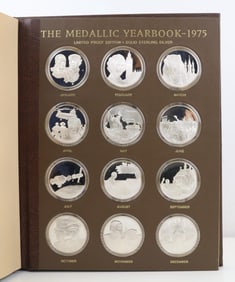 THE MEDALLIC YEARBOOK-1975
LIMITED PROOF EDITION • SOLID STERLING SILVER
JANUARY FEBRUARY MARCH
APRIL MAY JUNE
JULY AUGUST SEPTEMBER
OCTOBER NOVEMBER DECEMBER